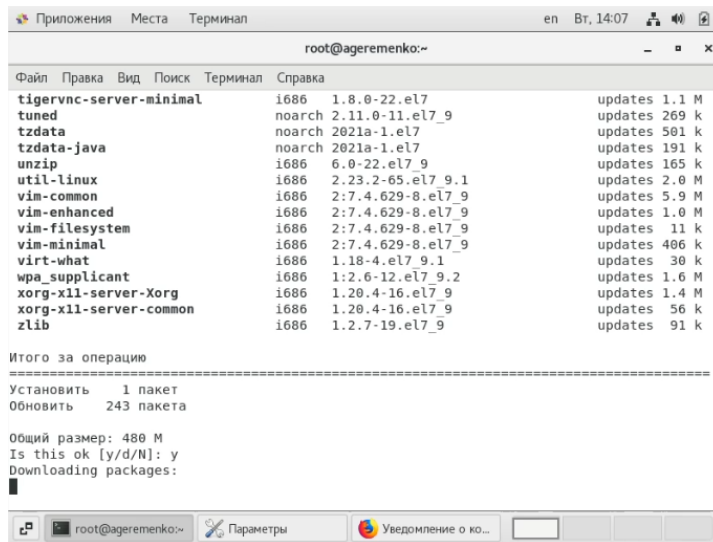 Приложения Места Терминал en Вт, 14:07
root@ageremenko:~
Файл Правка Вид Поиск Терминал Справка
tigervnc-server-minimal i686 1.8.0-22.el7 updates 1.1 M
tuned noarch 2.11.0-11.el7_9 updates 269 k
tzdata noarch 2021a-1.el7 updates 501 k
tzdata-java noarch 2021a-1.el7 updates 191 k
unzip i686 6.0-22.el7_9 updates 165 k
util-linux i686 2.23.2-65.el7_9.1 updates 2.0 M
vim-common i686 2:7.4.629-8.el7_9 updates 5.9 M
vim-enhanced i686 2:7.4.629-8.el7_9 updates 1.0 M
vim-filesystem i686 2:7.4.629-8.el7_9 updates 11 k
vim-minimal i686 2:7.4.629-8.el7_9 updates 406 k
virt-what i686 1.18-4.el7_9.1 updates 30 k
wpa_supplicant i686 1:2.6-12.el7_9.2 updates 1.6 M
xorg-x11-server-Xorg i686 1.20.4-16.el7_9 updates 1.4 M
xorg-x11-server-common i686 1.20.4-16.el7_9 updates 56 k
zlib i686 1.2.7-19.el7_9 updates 91 k
Итого за операцию
================================================================================
Установить 1 пакет
Обновить 243 пакета
Общий размер: 480 M
Is this ok [y/d/N]: y
Downloading packages:
root@ageremenko:~ Параметры Уведомление о ко...